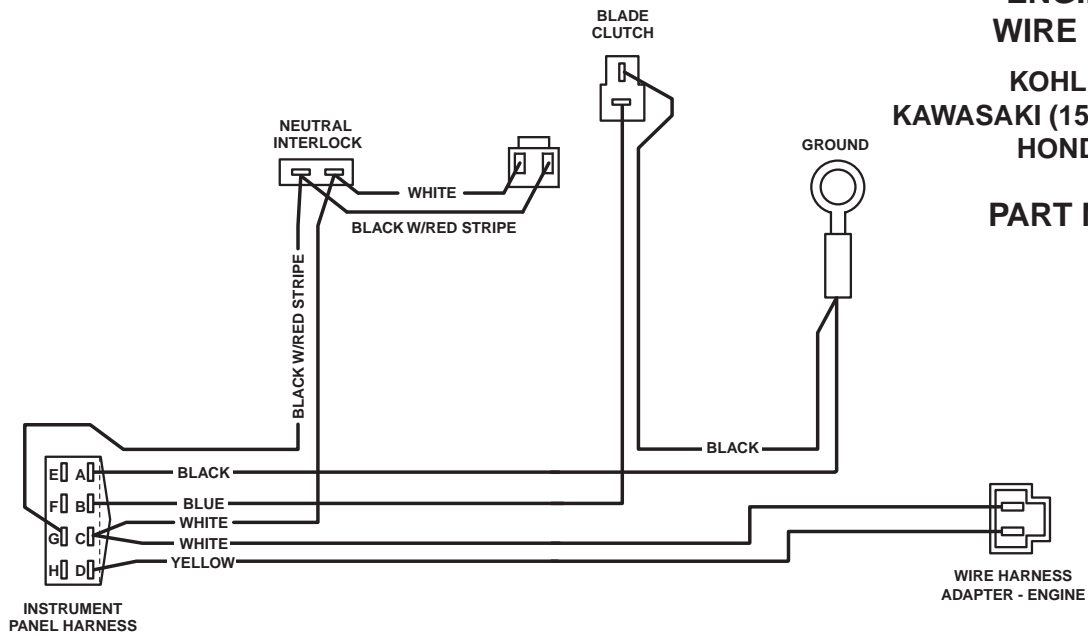 ENGI
WIRE
KOHL
KAWASAKI (15
HOND
PART
BLADE
CLUTCH
NEUTRAL
INTERLOCK
GROUND
WHITE
BLACK W/RED STRIPE
BLACK W/RED STRIPE
BLACK
E A
BLACK
F B
BLUE
WHITE
G C
WHITE
H D
YELLOW
INSTRUMENT
PANEL HARNESS
WIRE HARNESS
ADAPTER - ENGINE